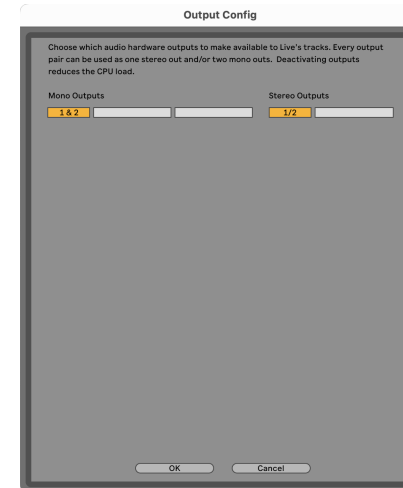 Output Config
Choose which audio hardware outputs to make available to Live's tracks. Every output
pair can be used as one stereo out and/or two mono outs. Deactivating outputs
reduces the CPU load.
Mono Outputs
Stereo Outputs
1 & 2
1/2
OK
Cancel